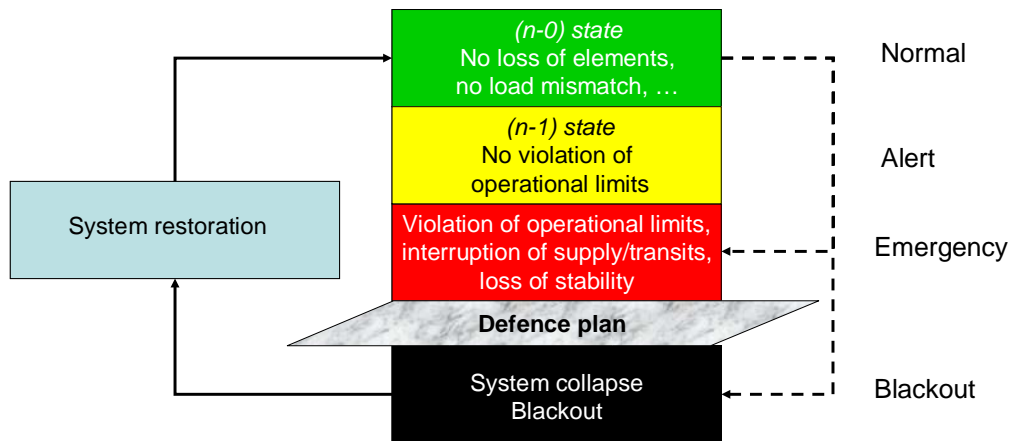 (n-0) state
No loss of elements,
no load mismatch, …
Normal
(n-1) state
No violation of
operational limits
Alert
System restoration
Violation of operational limits,
interruption of supply/transits,
loss of stability
Emergency
Defence plan
System collapse
Blackout
Blackout